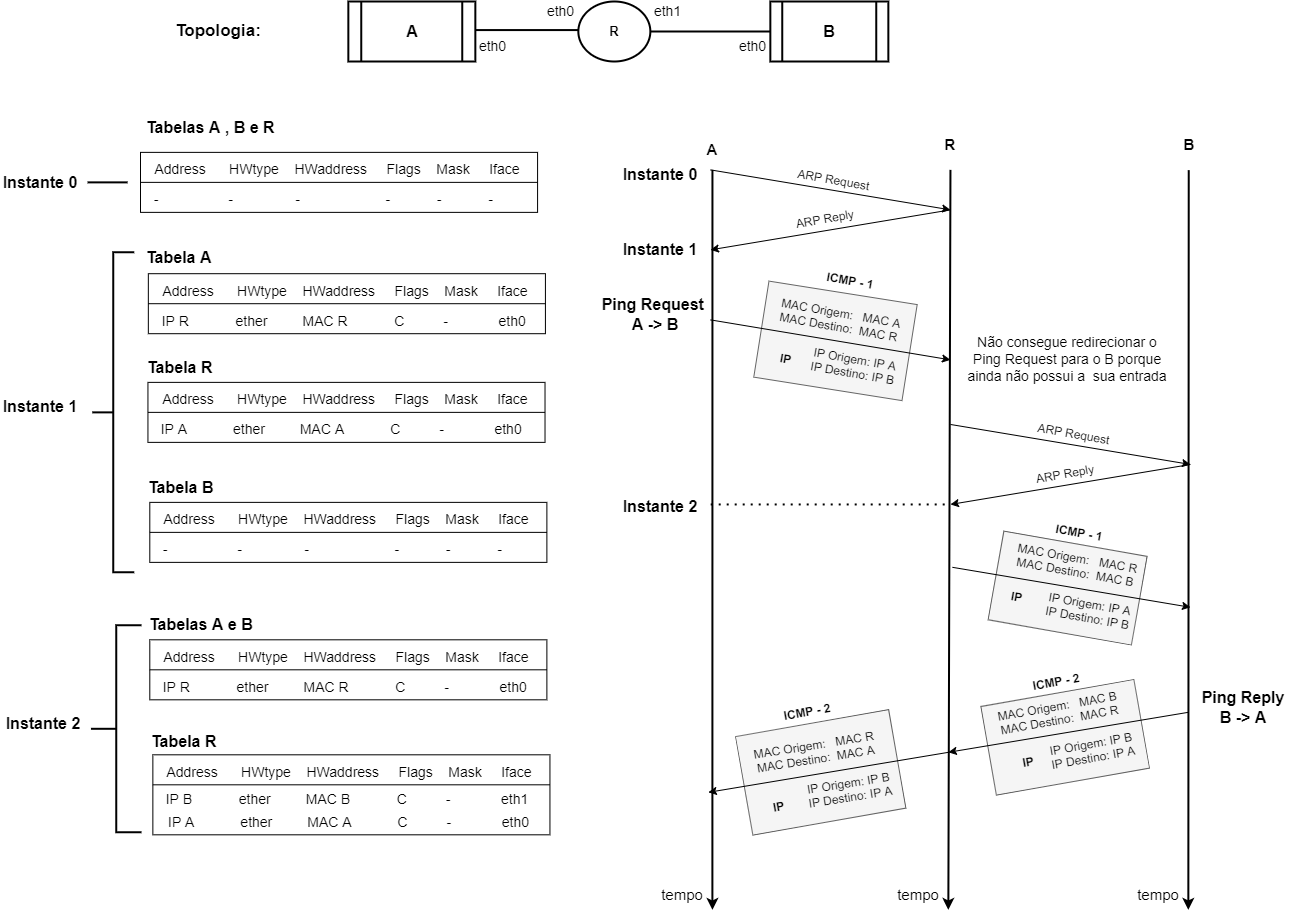 Topologia:
A
eth0
eth0
R
eth1
eth0
B
Tabelas A , B e R
Instante 0
Address HWtype HWaddress Flags Mask Iface
- - - - - -
Instante 1
Tabela A
Address HWtype HWaddress Flags Mask Iface
IP R ether MAC R C - eth0
Tabela R
Address HWtype HWaddress Flags Mask Iface
IP A ether MAC A C - eth0
Tabela B
Address HWtype HWaddress Flags Mask Iface
- - - - - -
Instante 2
Tabelas A e B
Address HWtype HWaddress Flags Mask Iface
IP R ether MAC R C - eth0
Tabela R
Address HWtype HWaddress Flags Mask Iface
IP B ether MAC B C - eth1
IP A ether MAC A C - eth0
A R B
Instante 0
ARP Request
ARP Reply
Instante 1
Ping Request
A -> B
ICMP - 1
MAC Origem: MAC A
MAC Destino: MAC R
IP
IP Origem: IP A
IP Destino: IP B
Não consegue redirecionar o
Ping Request para o B porque
ainda não possui a sua entrada
ARP Request
ARP Reply
Instante 2
ICMP - 1
MAC Origem: MAC R
MAC Destino: MAC B
IP
IP Origem: IP A
IP Destino: IP B
Ping Reply
B -> A
ICMP - 2
MAC Origem: MAC B
MAC Destino: MAC R
IP
IP Origem: IP B
IP Destino: IP A
ICMP - 2
MAC Origem: MAC R
MAC Destino: MAC A
IP
IP Origem: IP B
IP Destino: IP A
tempo tempo tempo